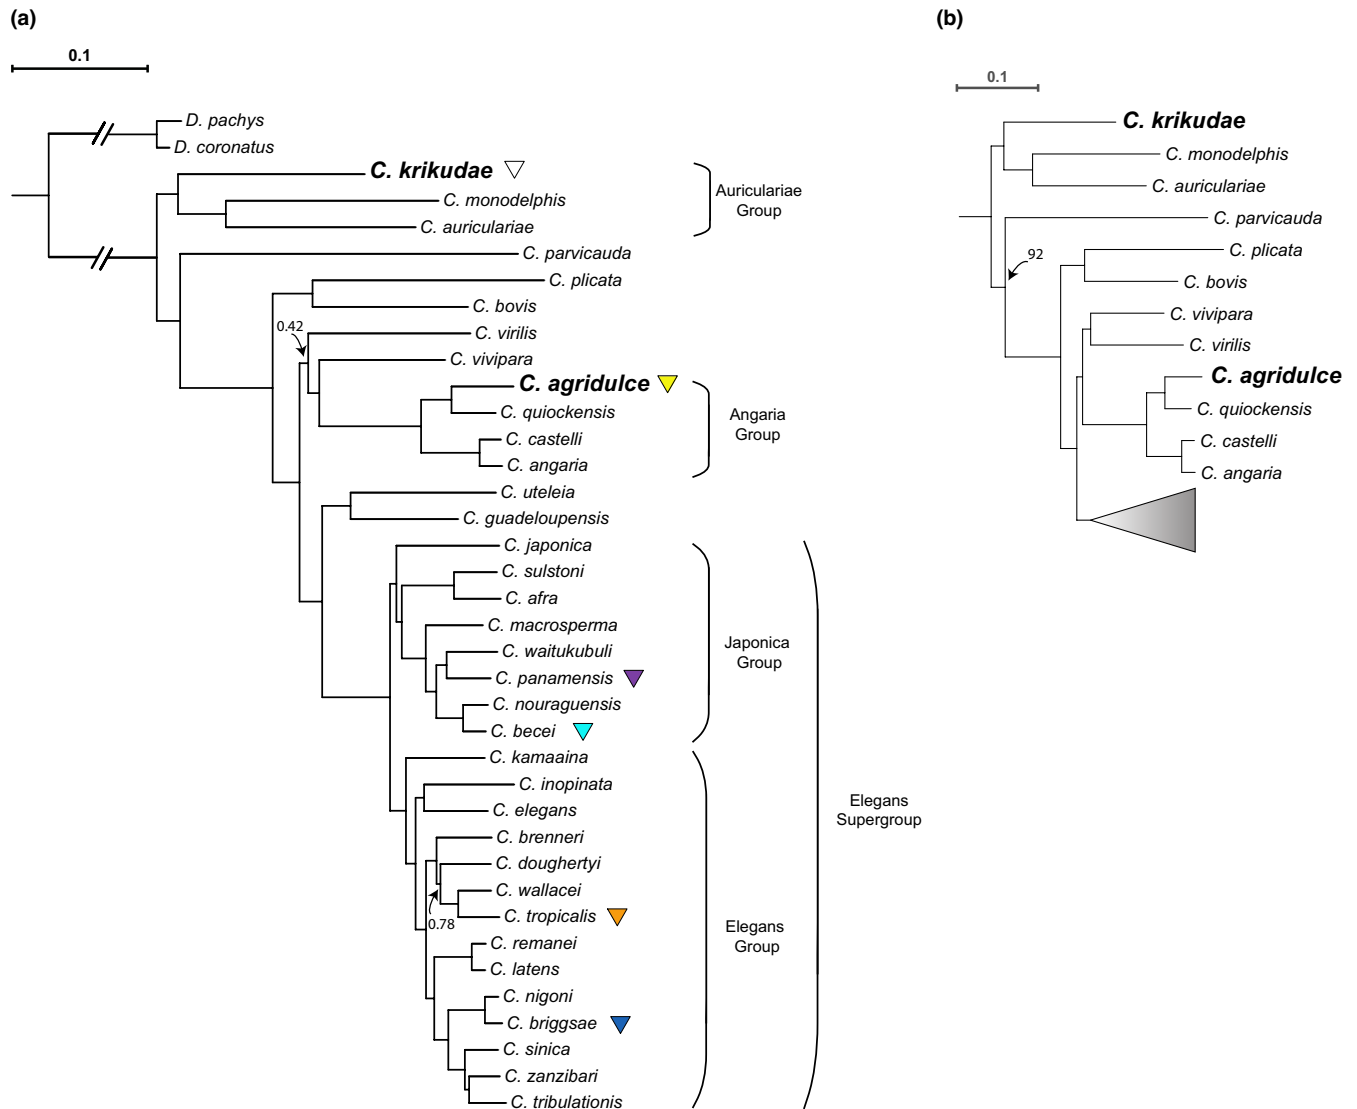 (a)
0.1
D. pachys
D. coronatus
C. krikudae
C. monodelphis
C. auriculariae
Auriculariae
Group
C. parvicauda
C. plicata
C. bovis
0.42
C. virilis
C. vivipara
C. agridulce
C. quiockensis
C. castelli
C. angaria
Angaria
Group
C. uteleia
C. guadeloupensis
C. japonica
C. sulstoni
C. afra
C. macrosperma
C. waitukubuli
C. panamensis
C. nouraguensis
C. becei
Japonica
Group
C. kamaaina
C. inopinata
C. elegans
C. brenneri
C. doughertyi
C. wallacei
C. tropicalis
0.78
C. remanei
C. latens
C. nigoni
C. briggsae
C. sinica
C. zanzibari
C. tribulationis
Elegans
Group
Elegans
Supergroup
(b)
0.1
C. krikudae
C. monodelphis
C. auriculariae
C. parvicauda
92
C. plicata
C. bovis
C. vivipara
C. virilis
C. agridulce
C. quiockensis
C. castelli
C. angaria